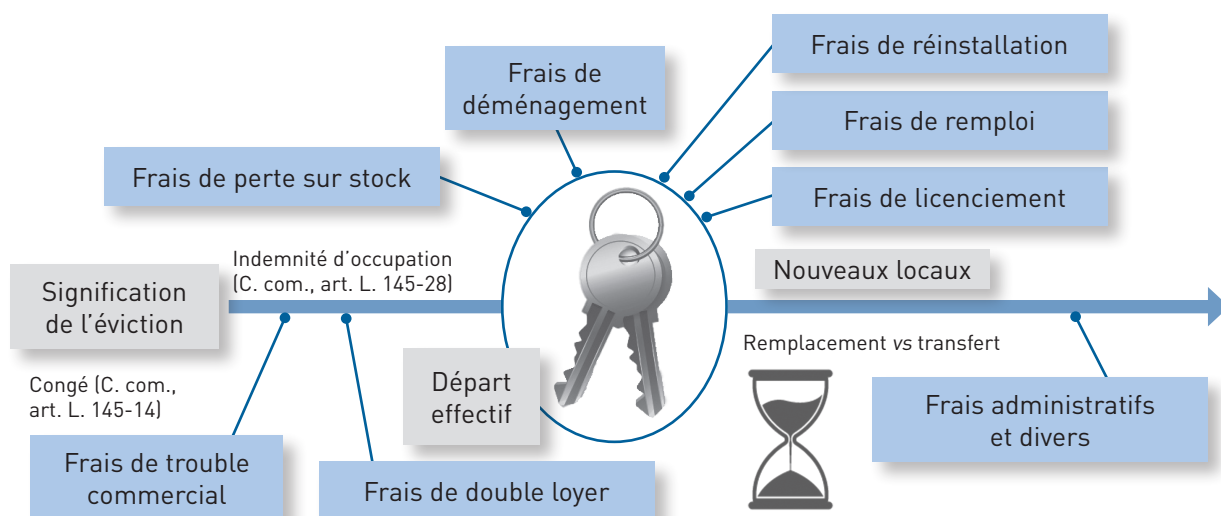 Frais de réinstallation
Frais de
déménagement
Frais de remploi
Frais de perte sur stock
Frais de licenciement
Indemnité d’occupation
(C. com., art. L. 145-28)
Nouveaux locaux
Signification
de l’éviction
Remplacement vs transfert
Congé (C. com.,
art. L. 145-14)
Départ
effectif
Frais administratifs
et divers
Frais de trouble
commercial
Frais de double loyer